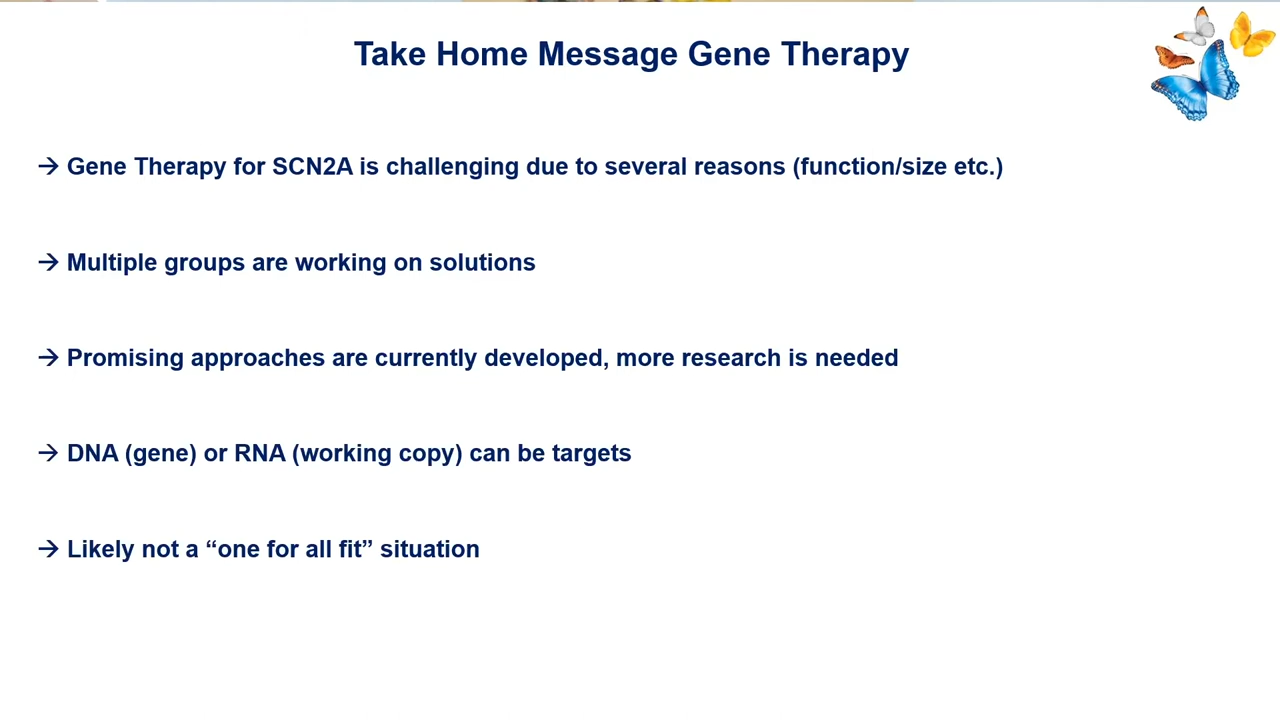 Take Home Message Gene Therapy
→ Gene Therapy for SCN2A is challenging due to several reasons (function/size etc.)
→ Multiple groups are working on solutions
→ Promising approaches are currently developed, more research is needed
→ DNA (gene) or RNA (working copy) can be targets
→ Likely not a “one for all fit” situation